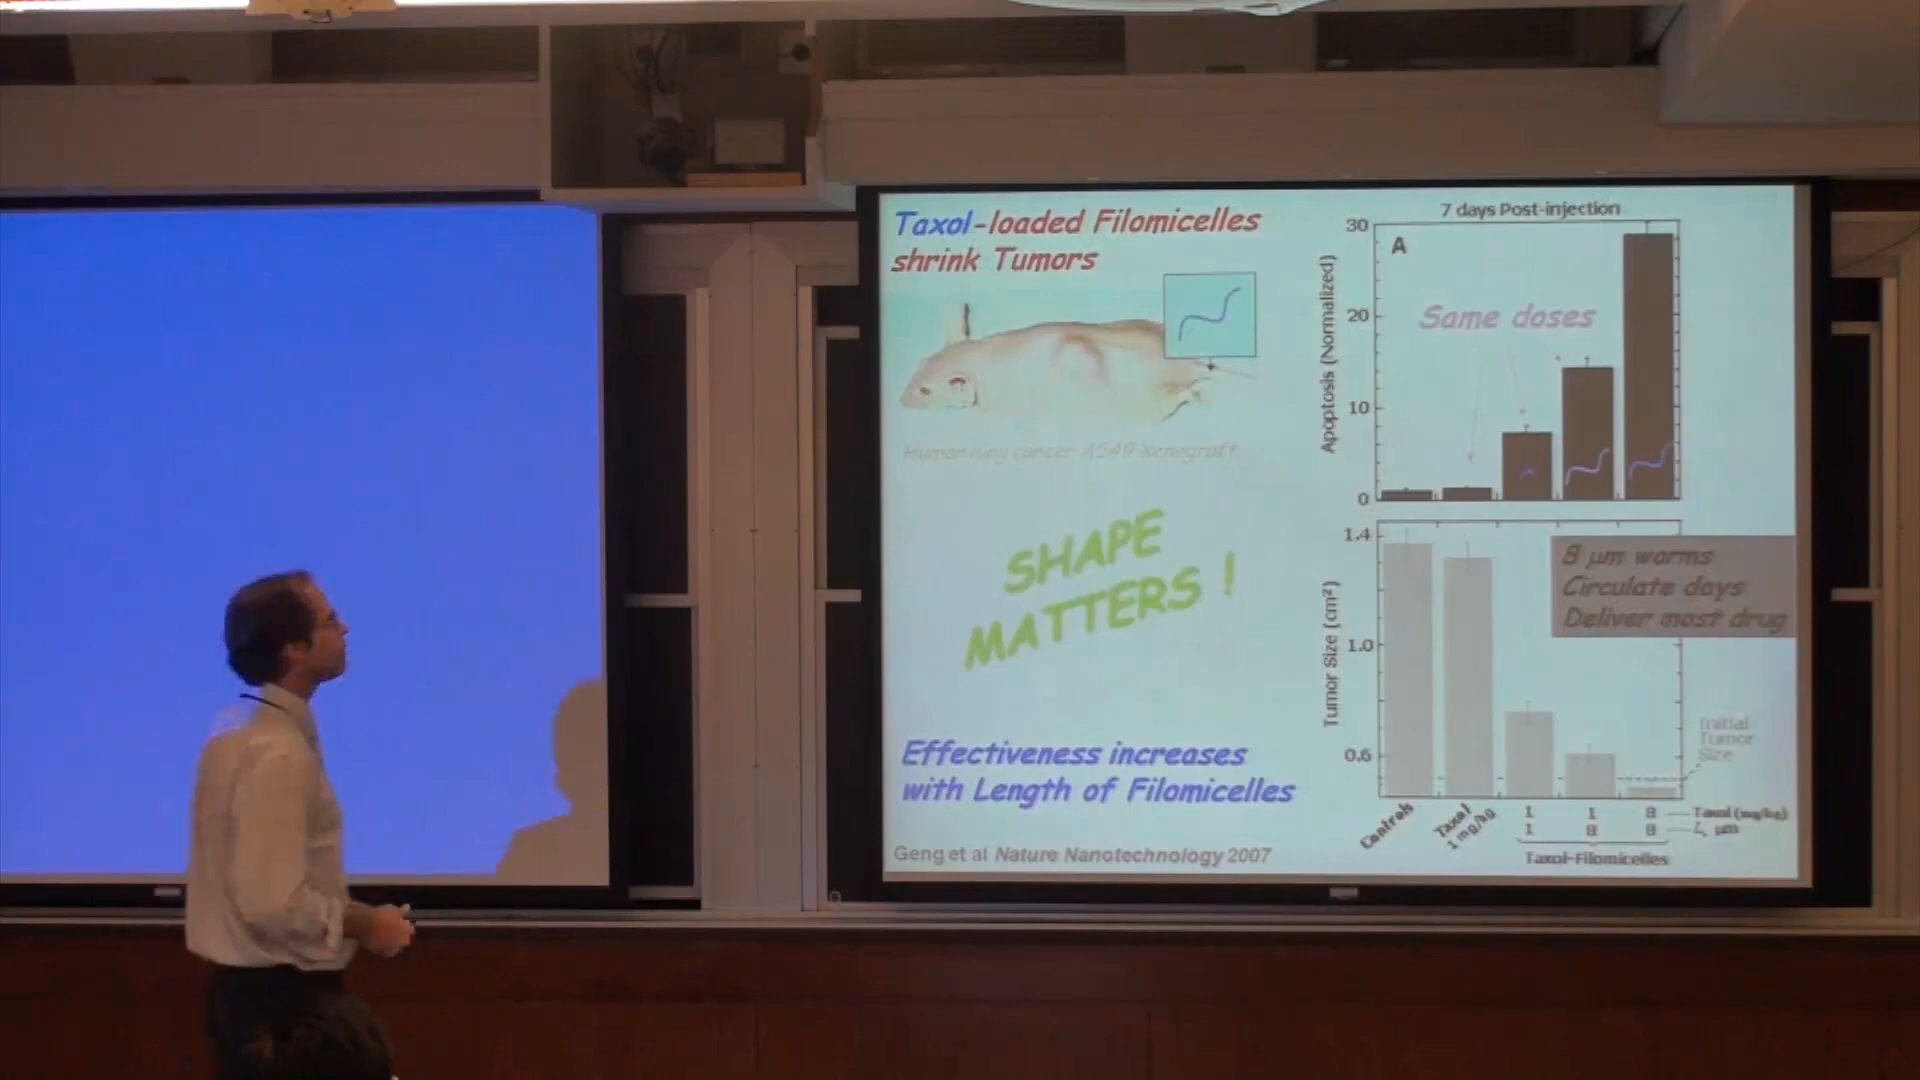 Taxol-loaded Filomicelles
shrink Tumors
Human lung cancer A549 Xenograft
SHAPE
MATTERS !
Effectiveness increases
with Length of Filomicelles
Geng et al Nature Nanotechnology 2007
7 days Post-injection
A
Same doses
Apoptosis (Normalized)
30
20
10
0
8 μm worms
Circulate days
Deliver most drug
Tumor Size (cm²)
1.4
1.0
0.6
Initial
Tumor
Size
Controls
Taxol
1 mg/kg
1 1 8 Taxol (mg/kg)
1 8 8 L, μm
Taxol-Filomicelles